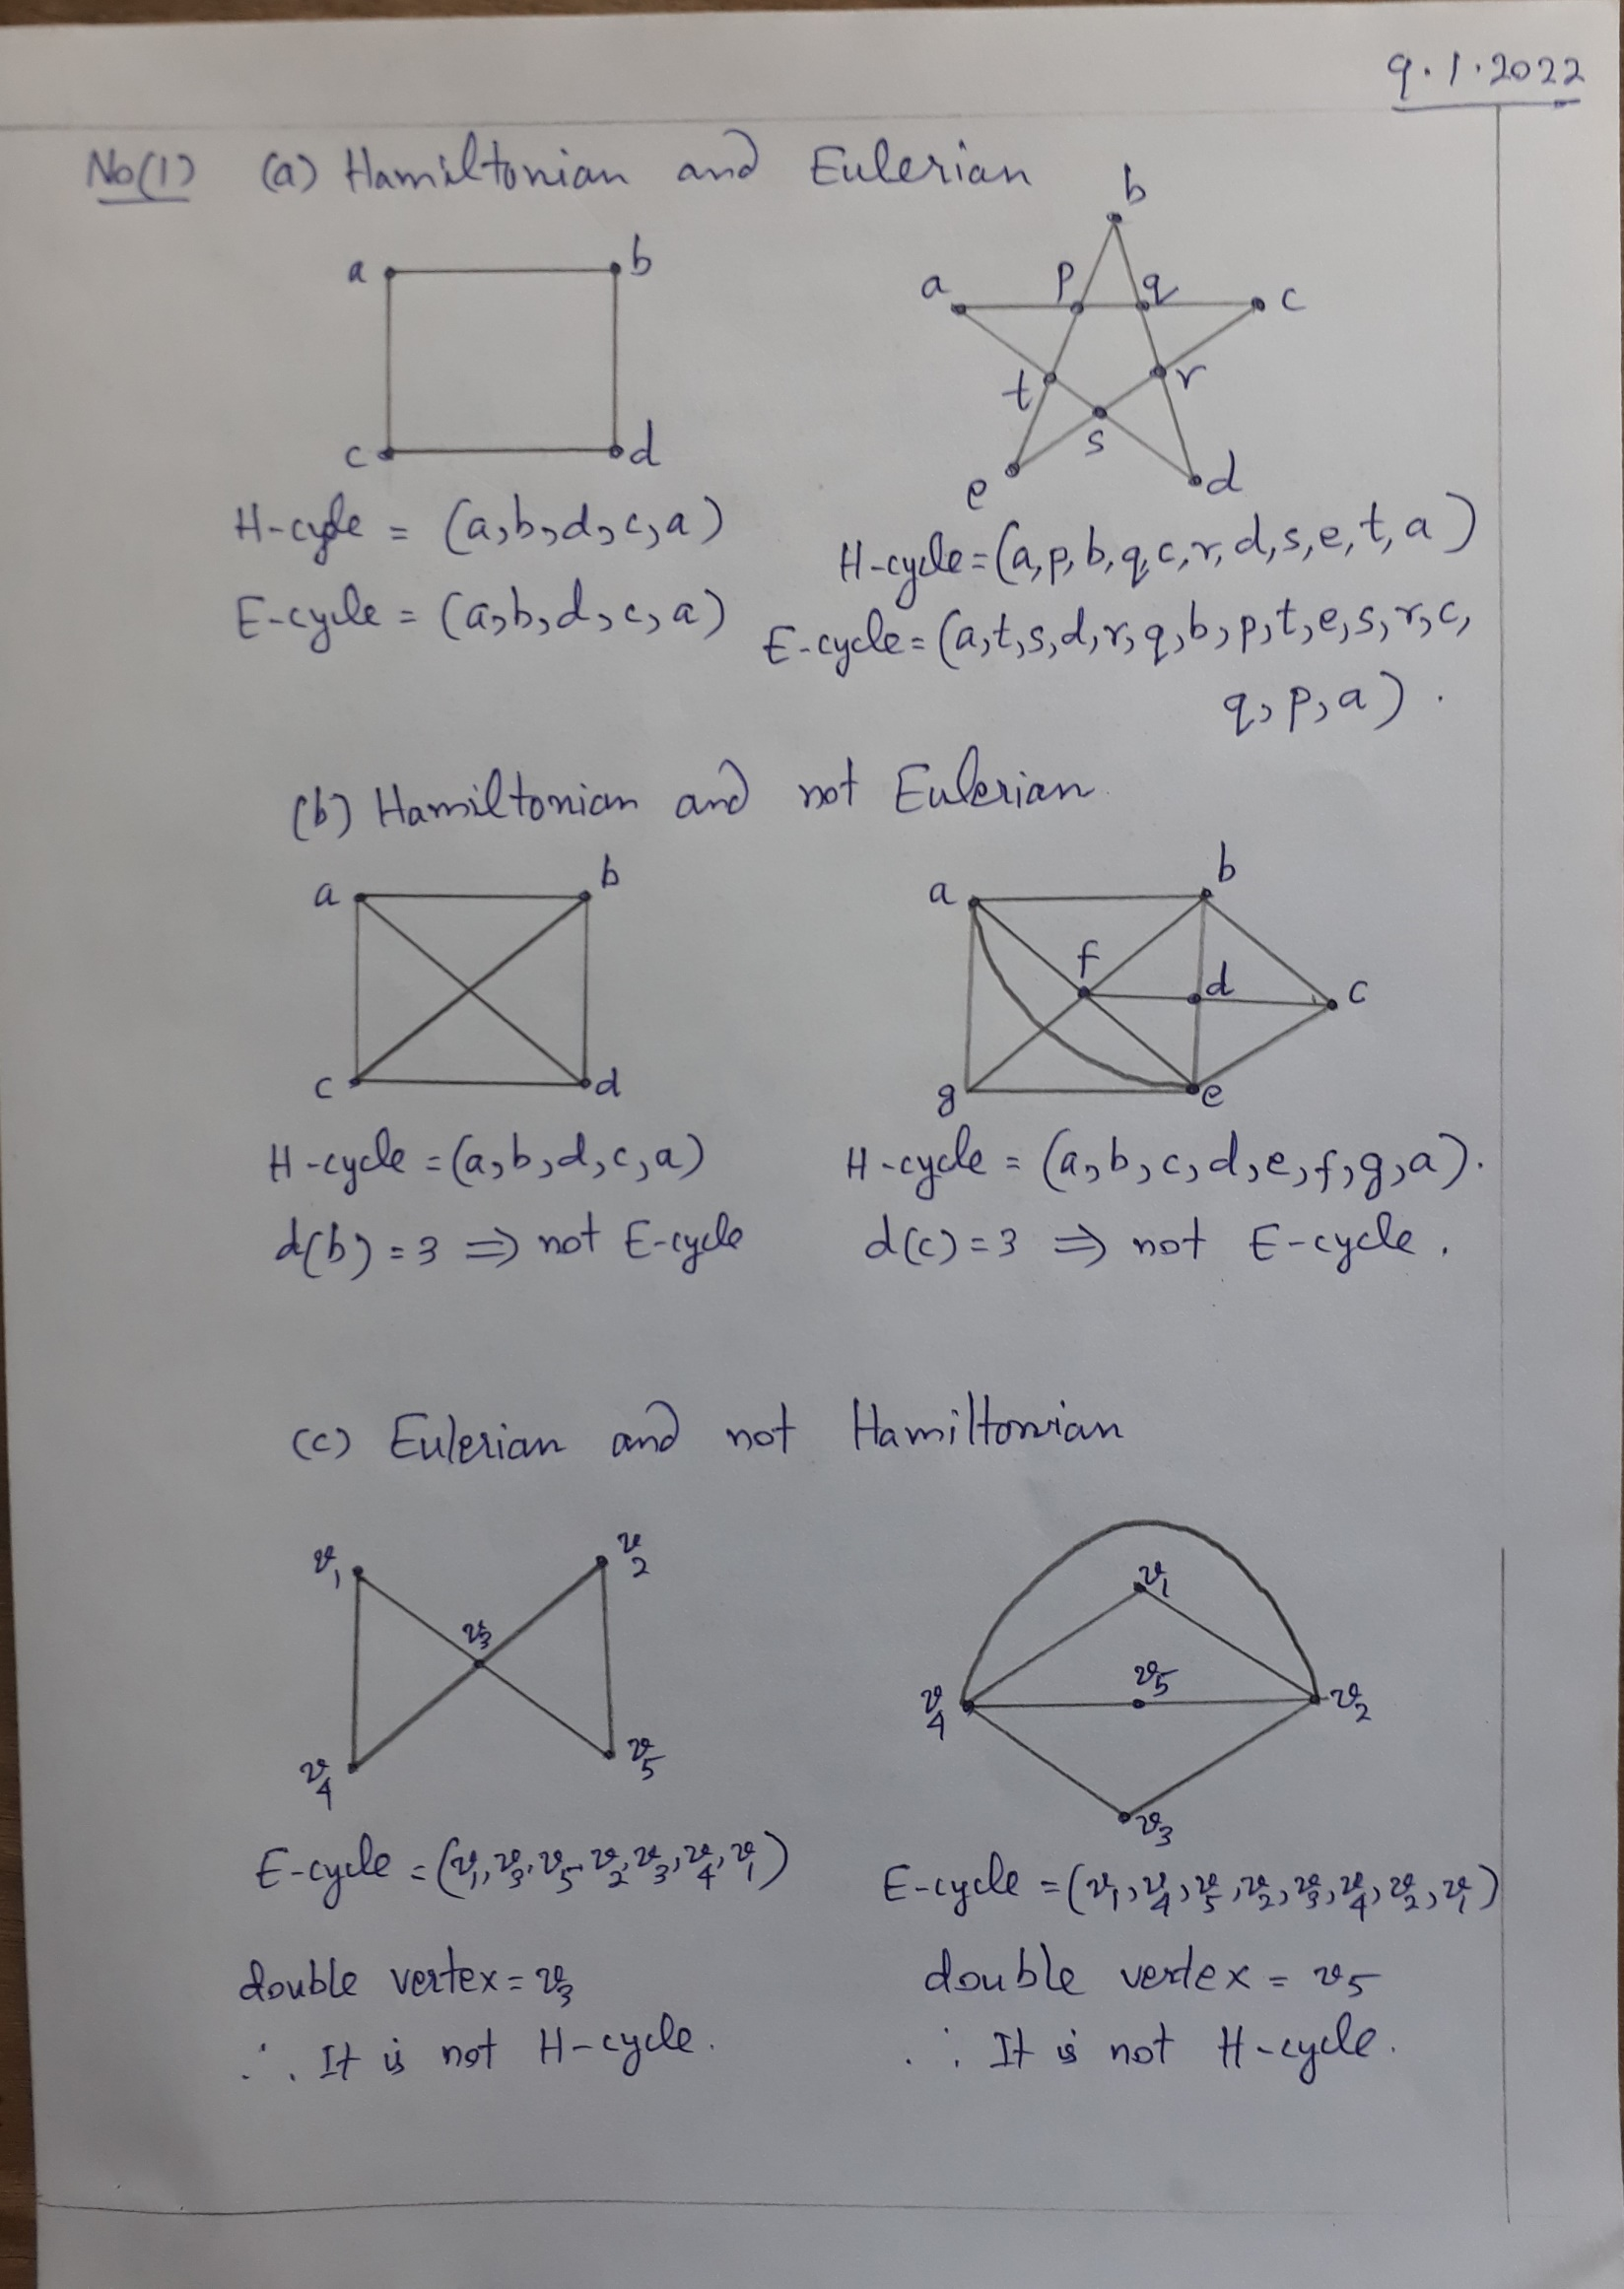 9.1.2022
No(1) (a) Hamiltonian and Eulerian
a b
c d
b
a p q c
t r
s
e d
H-cycle = (a,b,d,c,a)
E-cycle = (a,b,d,c,a)
H-cycle=(a,p,b,q,c,r,d,s,e,t,a)
E-cycle=(a,t,s,d,r,q,b,p,t,e,s,r,c,
q,p,a).
(b) Hamiltonian and not Eulerian
a b
c d
a b
f d c
g e
H-cycle=(a,b,d,c,a)
d(b)=3 ⇒ not E-cycle
H-cycle = (a,b,c,d,e,f,g,a).
d(c)=3 ⇒ not E-cycle.
(c) Eulerian and not Hamiltonian
v₁ v₂
v₃
v₄ v₅
v₁
v₄ v₅ v₂
v₃
E-cycle=(v₁,v₃,v₅,v₂,v₃,v₄,v₁)
double vertex=v₃
∴ It is not H-cycle.
E-cycle=(v₁,v₄,v₅,v₂,v₃,v₄,v₂,v₁)
double vertex = v5
∴ It is not H-cycle.